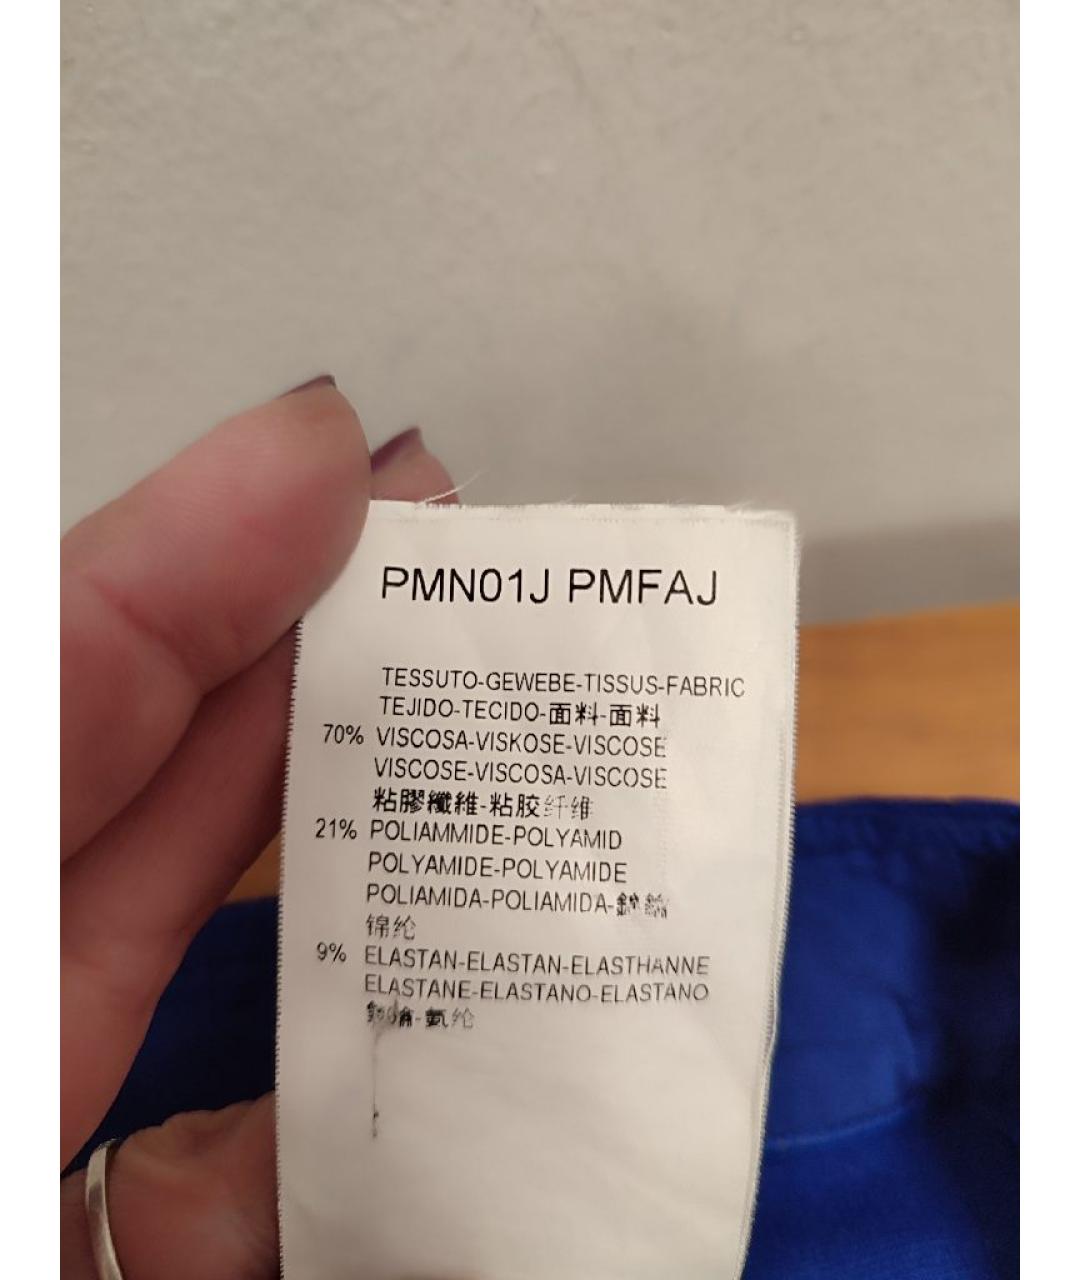 PMN01J PMFAJ
TESSUTO-GEWEBE-TISSUS-FABRIC
TEJIDO-TECIDO-面料-面料
70% VISCOSA-VISKOSE-VISCOSE
VISCOSE-VISCOSA-VISCOSE
粘膠纖維-粘胶纤维
21% POLIAMMIDE-POLYAMID
POLYAMIDE-POLYAMIDE
POLIAMIDA-POLIAMIDA-
锦纶
9% ELASTAN-ELASTAN-ELASTHANNE
ELASTANE-ELASTANO-ELASTANO
氨纶